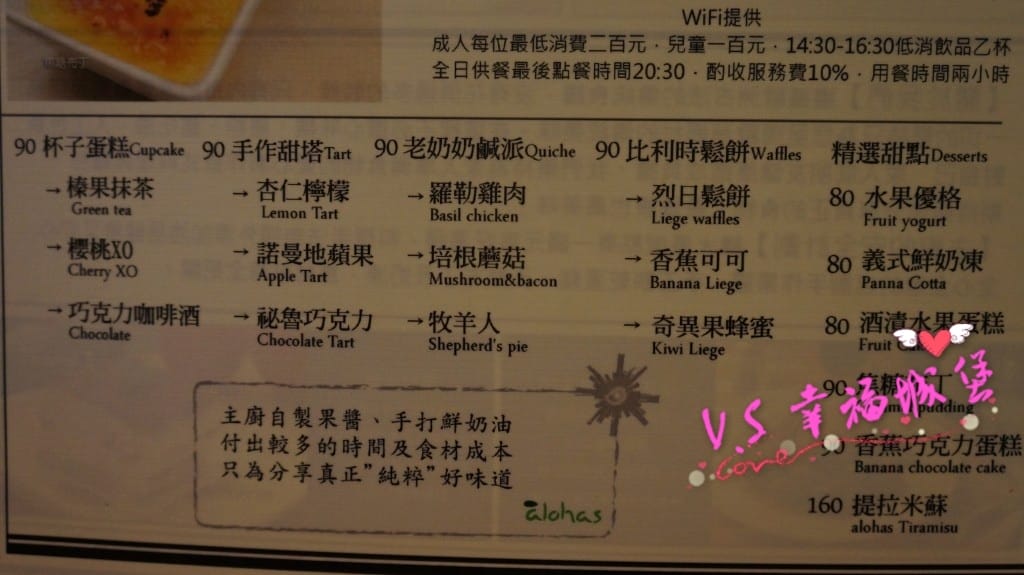 WiFi提供
成人每位最低消費二百元．兒童一百元．14:30-16:30低消飲品乙杯
全日供餐最後點餐時間20:30．酌收服務費10%．用餐時間兩小時
90 杯子蛋糕Cupcake
→ 榛果抹茶
Green tea
→ 櫻桃XO
Cherry XO
→ 巧克力咖啡酒
Chocolate
90 手作甜塔Tart
→ 杏仁檸檬
Lemon Tart
→ 諾曼地蘋果
Apple Tart
→ 祕魯巧克力
Chocolate Tart
90 老奶奶鹹派Quiche
→ 羅勒雞肉
Basil chicken
→ 培根蘑菇
Mushroom&bacon
→ 牧羊人
Shepherd's pie
90 比利時鬆餅Waffles
→ 烈日鬆餅
Liege waffles
→ 香蕉可可
Banana Liege
→ 奇異果蜂蜜
Kiwi Liege
精選甜點Desserts
80 水果優格
Fruit yogurt
80 義式鮮奶凍
Panna Cotta
80 酒漬水果蛋糕
Fruit
90
pudding
90 香蕉巧克力蛋糕
Banana chocolate cake
160 提拉米蘇
alohas Tiramisu
主廚自製果醬、手打鮮奶油
付出較多的時間及食材成本
只為分享真正"純粹"好味道
alohas
V.S 幸福城堡